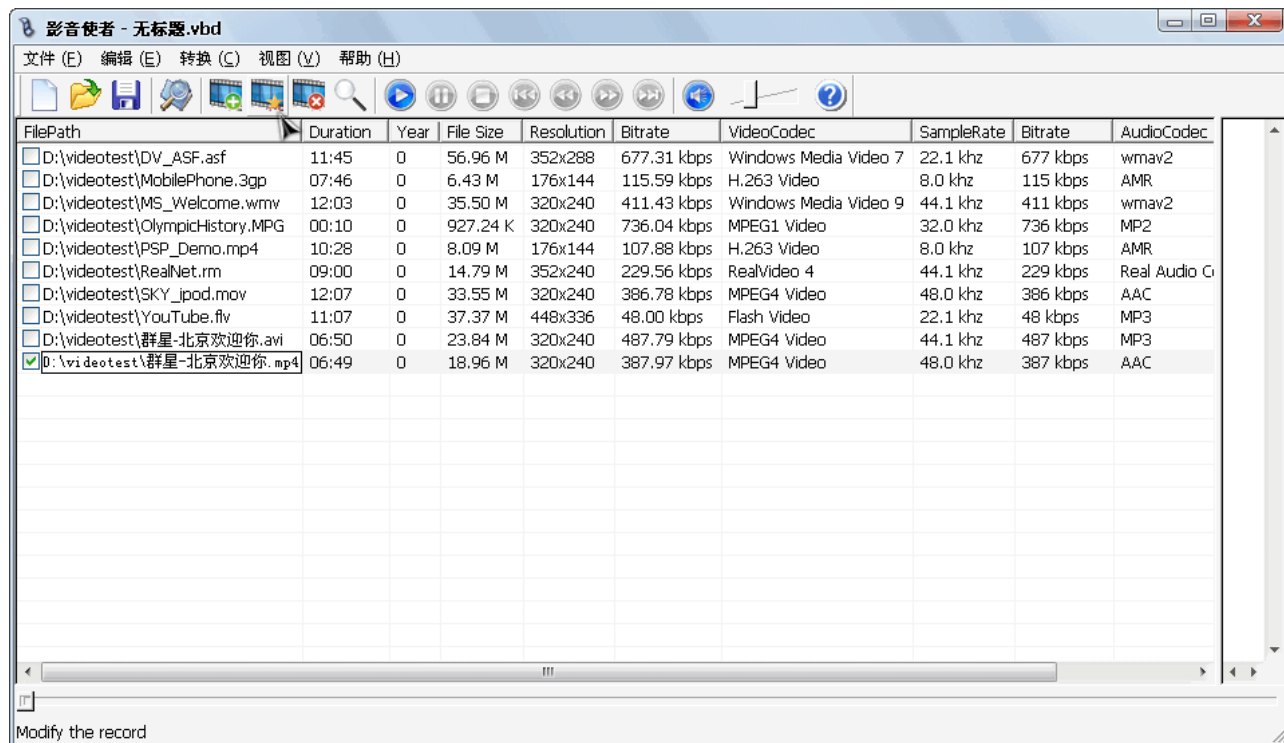 影音使者 - 无标题.vbd
文件 (F) 编辑 (E) 转换 (C) 视图 (V) 帮助 (H)
FilePath Duration Year File Size Resolution Bitrate VideoCodec SampleRate Bitrate AudioCodec
D:\videotest\DV_ASF.asf 11:45 0 56.96 M 352x288 677.31 kbps Windows Media Video 7 22.1 khz 677 kbps wmav2
D:\videotest\MobilePhone.3gp 07:46 0 6.43 M 176x144 115.59 kbps H.263 Video 8.0 khz 115 kbps AMR
D:\videotest\MS_Welcome.wmv 12:03 0 35.50 M 320x240 411.43 kbps Windows Media Video 9 44.1 khz 411 kbps wmav2
D:\videotest\OlympicHistory.MPG 00:10 0 927.24 K 320x240 736.04 kbps MPEG1 Video 32.0 khz 736 kbps MP2
D:\videotest\PSP_Demo.mp4 10:28 0 8.09 M 176x144 107.88 kbps H.263 Video 8.0 khz 107 kbps AMR
D:\videotest\RealNet.rm 09:00 0 14.79 M 352x240 229.56 kbps RealVideo 4 44.1 khz 229 kbps Real Audio
D:\videotest\SKY_ipod.mov 12:07 0 33.55 M 320x240 386.78 kbps MPEG4 Video 48.0 khz 386 kbps AAC
D:\videotest\YouTube.flv 11:07 0 37.37 M 448x336 48.00 kbps Flash Video 22.1 khz 48 kbps MP3
D:\videotest\群星-北京欢迎你.avi 06:50 0 23.84 M 320x240 487.79 kbps MPEG4 Video 44.1 khz 487 kbps MP3
D:\videotest\群星-北京欢迎你.mp4 06:49 0 18.96 M 320x240 387.97 kbps MPEG4 Video 48.0 khz 387 kbps AAC
Modify the record